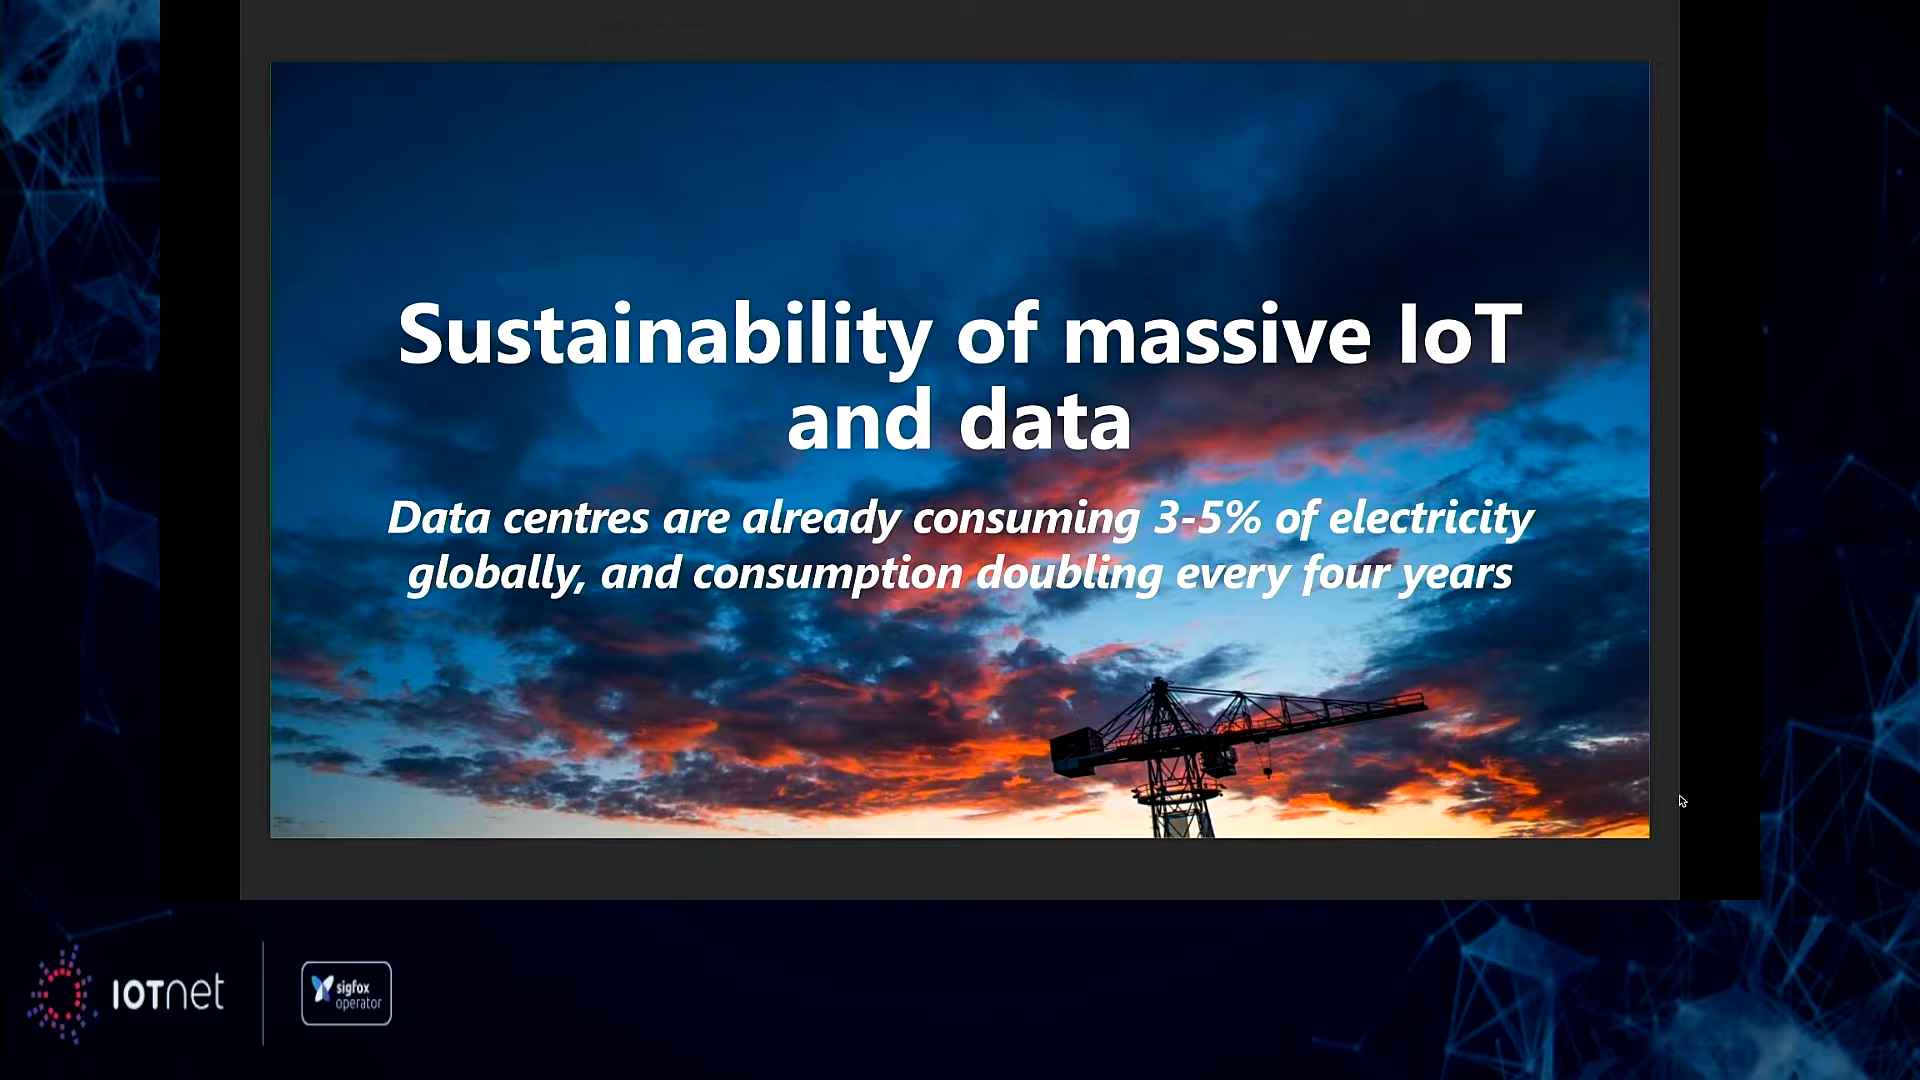 Sustainability of massive IoT
and data
Data centres are already consuming 3-5% of electricity
globally, and consumption doubling every four years
IOTnet
sigfox
operator